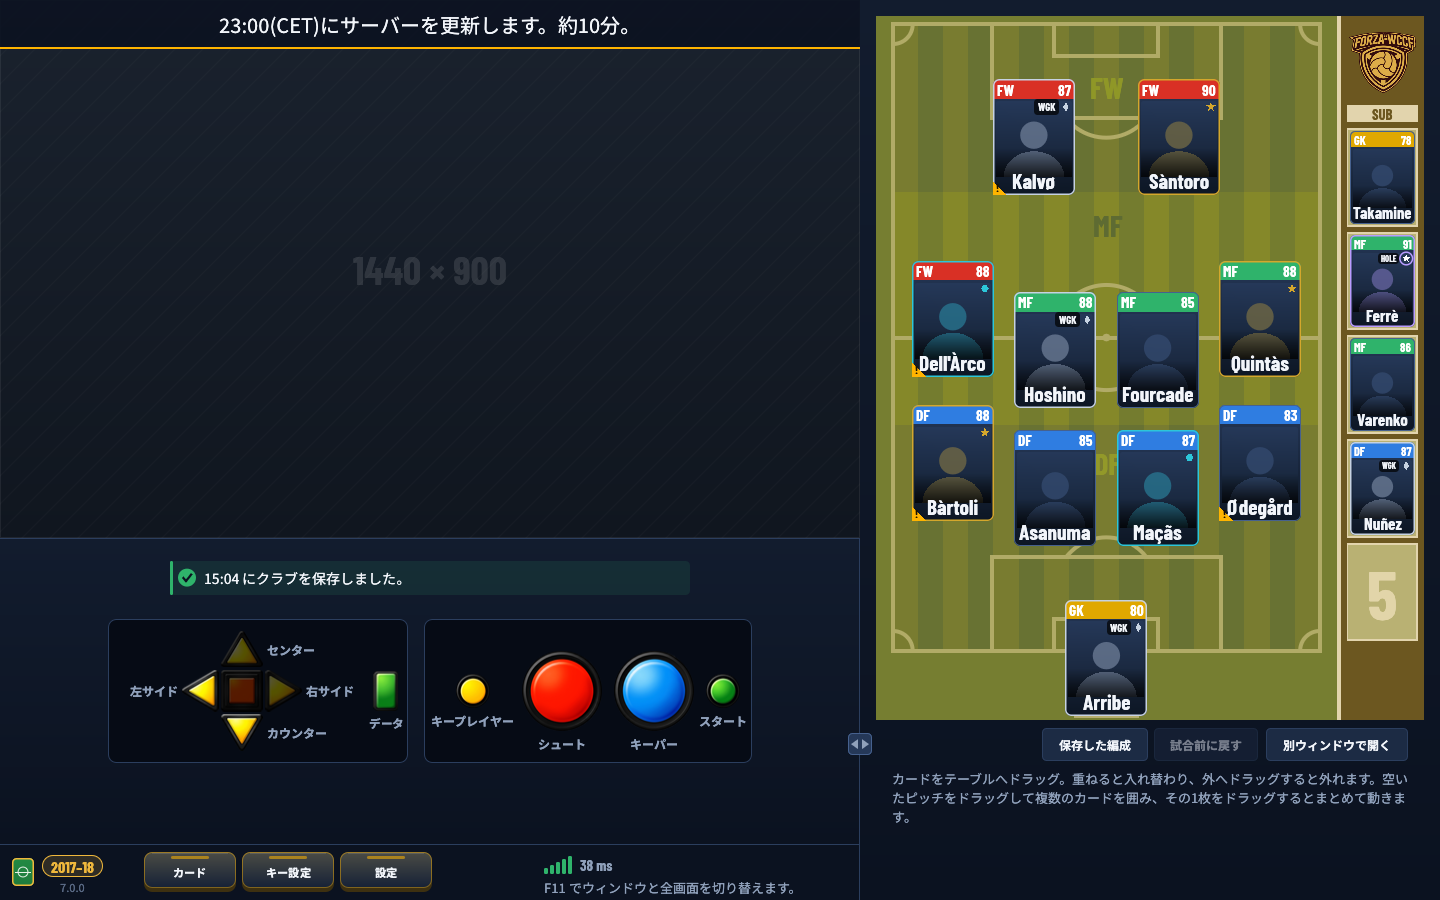 23:00(CET)にサーバーを更新します。約10分。
1440 × 900
15:04 にクラブを保存しました。
センター
左サイド
右サイド
カウンター
データ
キープレイヤー
シュート
キーパー
スタート
2017–18
7.0.0
カード
キー設定
設定
38 ms
F11 でウィンドウと全画面を切り替えます。
FW
MF
DF
FW 87
WGK
Kalvø
FW 90
Sàntoro
FW 88
Dell'Àrco
MF 88
WGK
Hoshino
MF 85
Fourcade
MF 88
Quintàs
DF 88
Bàrtoli
DF 85
Asanuma
DF 87
Maçãs
DF 83
Ødegård
GK 80
WGK
Arribe
FORZA-WCCF
SUB
GK 78
Takamine
MF 91
HOLE
Ferrè
MF 86
Varenko
DF 87
WGK
Nuñez
5
保存した編成
試合前に戻す
別ウィンドウで開く
カードをテーブルへドラッグ。重ねると入れ替わり、外へドラッグすると外れます。空い
たピッチをドラッグして複数のカードを囲み、その1枚をドラッグするとまとめて動きま
す。